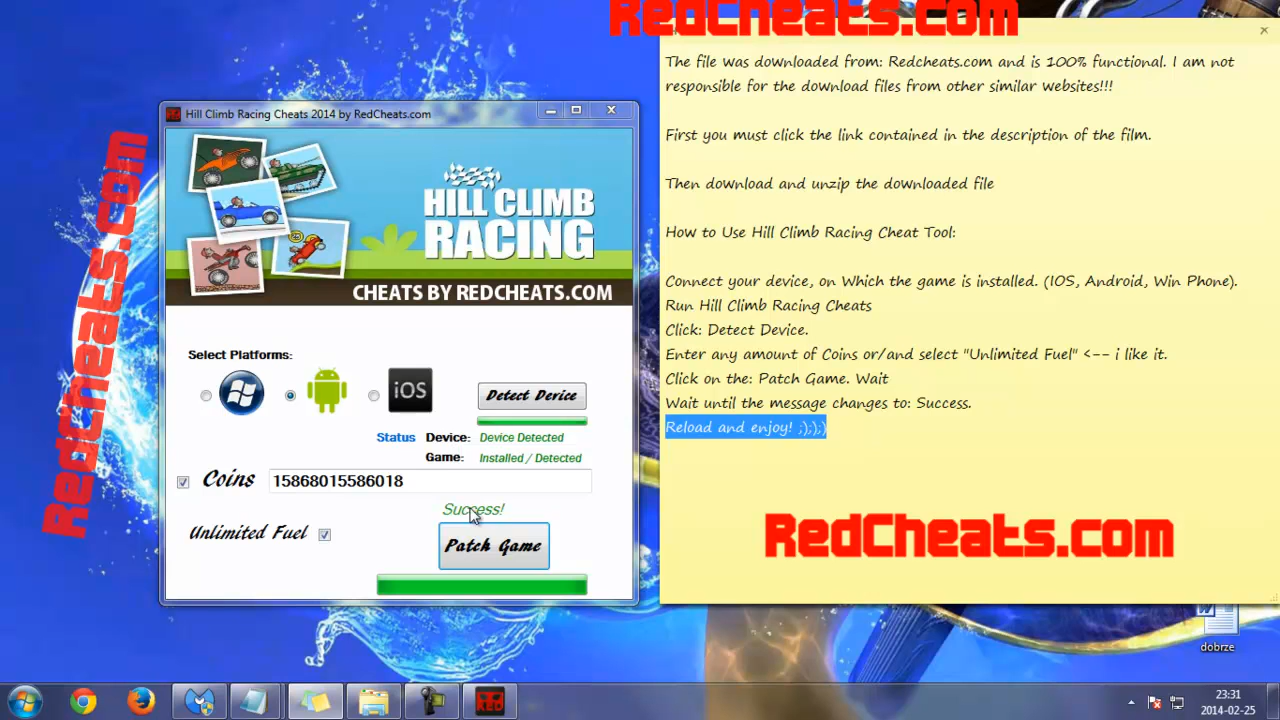 RedCheats.com
The file was downloaded from: Redcheats.com and is 100% functional. I am not
responsible for the download files from other similar websites!!!
First you must click the link contained in the description of the film.
Then download and unzip the downloaded file
How to Use Hill Climb Racing Cheat Tool:
Connect your device, on Which the game is installed. (IOS, Android, Win Phone).
Run Hill Climb Racing Cheats
Click: Detect Device.
Enter any amount of Coins or/and select "Unlimited Fuel" <-- i like it.
Click on the: Patch Game. Wait
Wait until the message changes to: Success.
Reload and enjoy! ;);););)
RedCheats.com
RedCheats.com
Hill Climb Racing Cheats 2014 by RedCheats.com
HILL CLIMB
RACING
CHEATS BY REDCHEATS.COM
Select Platforms:
iOS
Detect Device
Status Device: Device Detected
Game: Installed / Detected
Coins 15868015586018
Success!
Unlimited Fuel
Patch Game
dobrze
RED
23:31
2014-02-25